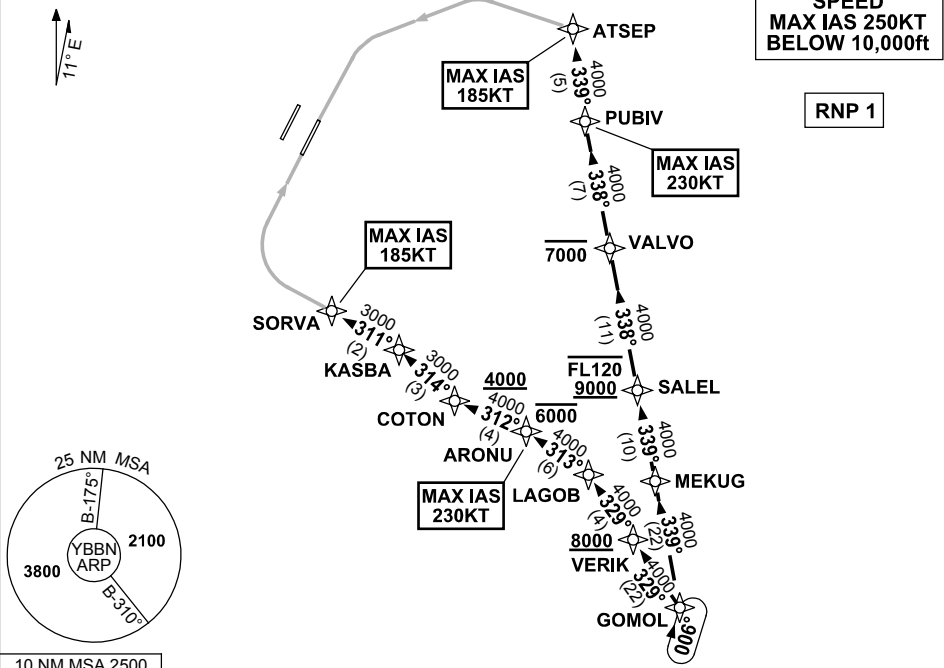 SPEED
MAX IAS 250KT
BELOW 10,000ft
RNP 1
11° E
ATSEP
MAX IAS
185KT
4000
339°
(5)
PUBIV
MAX IAS
230KT
4000
338°
(7)
VALVO
7000
MAX IAS
185KT
4000
338°
(11)
SORVA
3000
311°
(2)
KASBA
3000
314°
(3)
COTON
FL120
9000
SALEL
4000
4000
312°
(4)
ARONU
6000
4000
313°
(6)
LAGOB
MAX IAS
230KT
4000
339°
(10)
MEKUG
4000
329°
(4)
8000
VERIK
4000
339°
(22)
4000
329°
(22)
GOMOL
006°
25 NM MSA
B-175°
YBBN
ARP
2100
3800
B-310°
10 NM MSA 2500